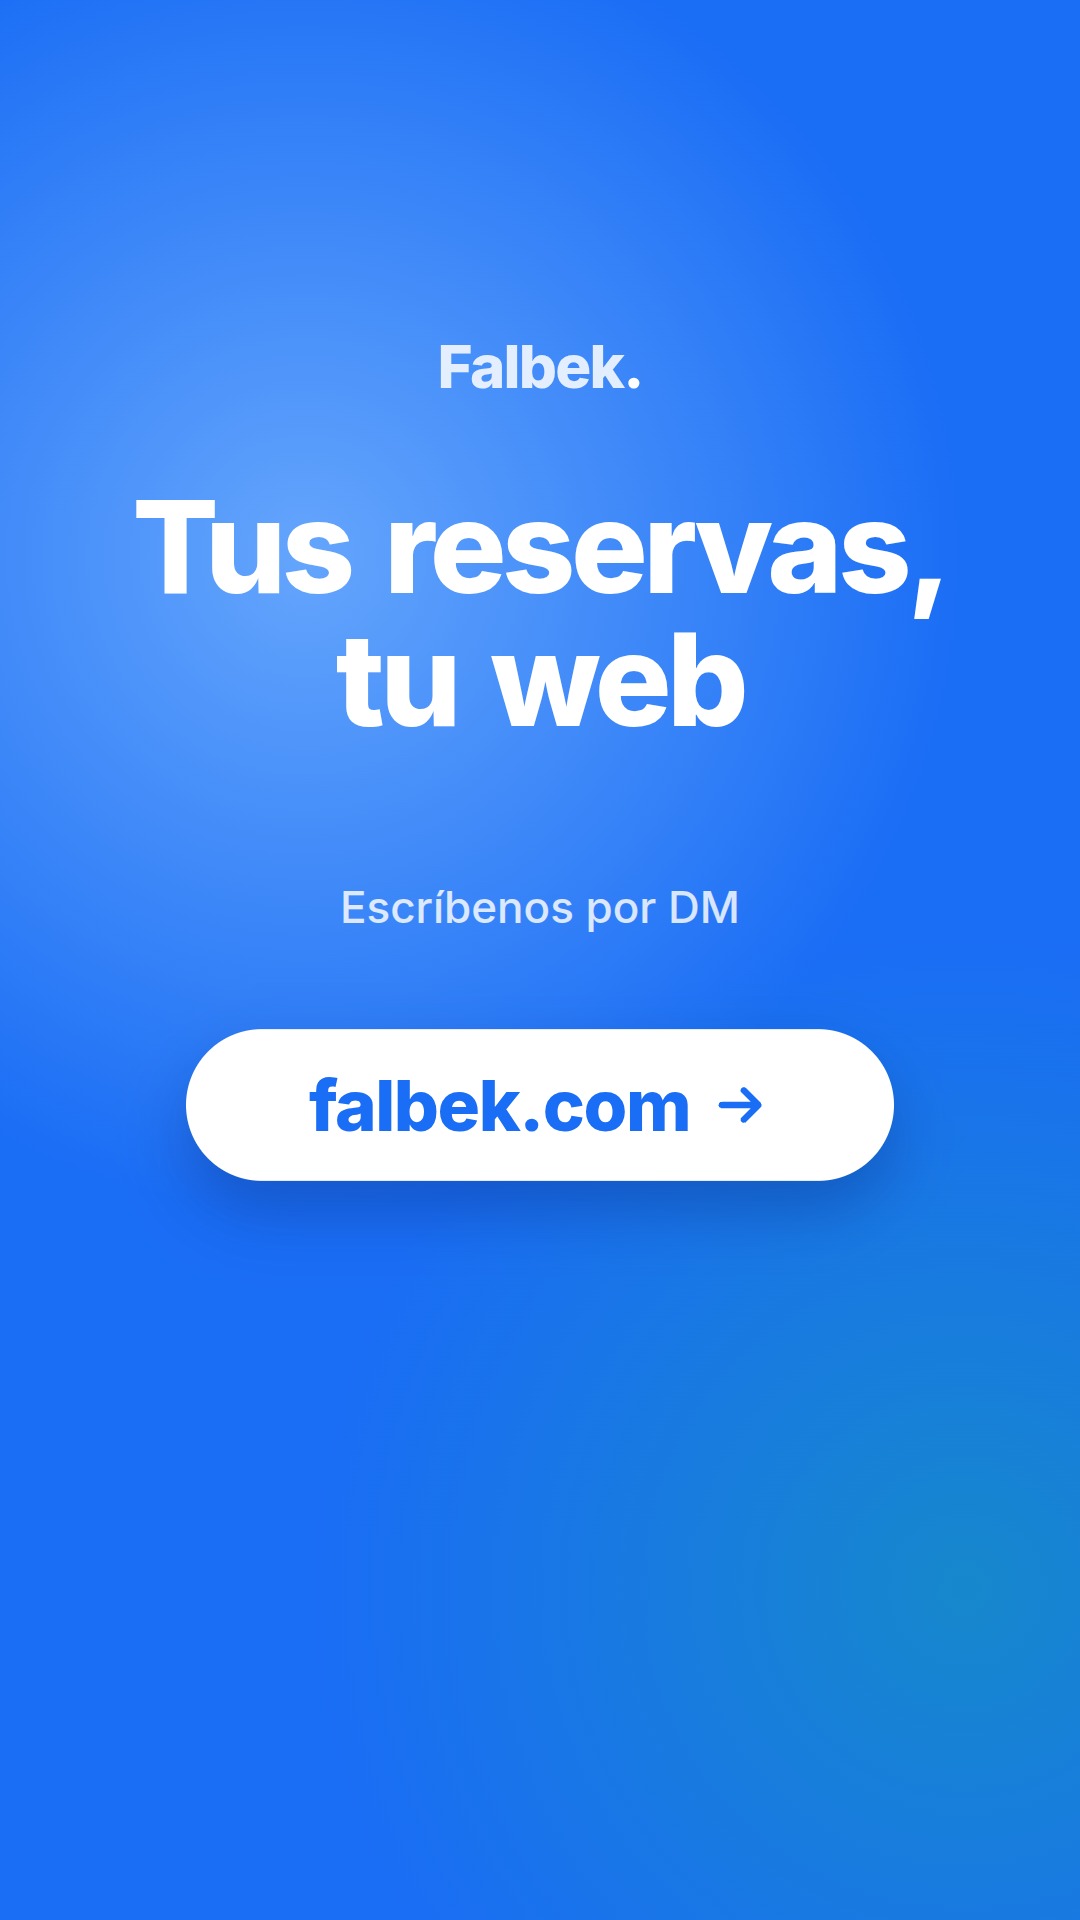 Falbek.
Tus reservas,
tu web
Escríbenos por DM
falbek.com →